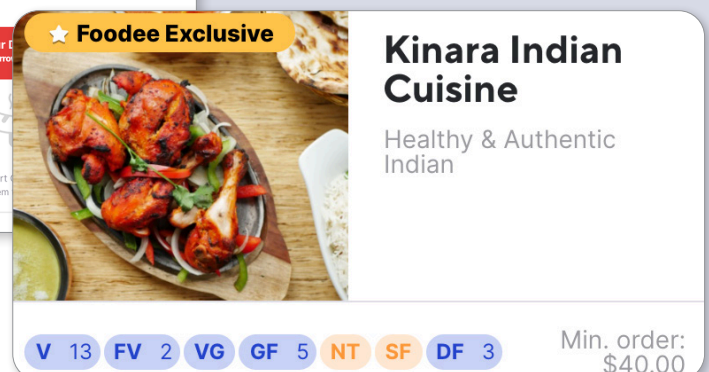 Foodee Exclusive
Kinara Indian
Cuisine
Healthy & Authentic
Indian
V 13 FV 2 VG GF 5 NT SF DF 3
Min. order:
$40.00